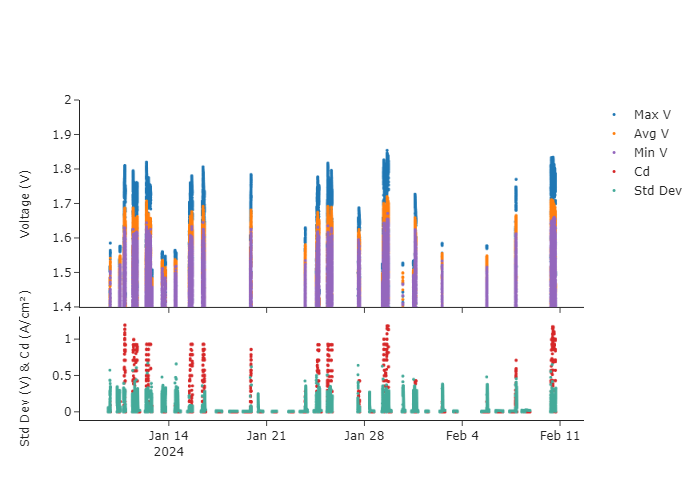 2
1.9
1.8
1.7
1.6
1.5
1.4
Voltage (V)
1
0.5
0
Std Dev (V) & Cd (A/cm²)
Jan 14
2024
Jan 21
Jan 28
Feb 4
Feb 11
Max V
Avg V
Min V
Cd
Std Dev